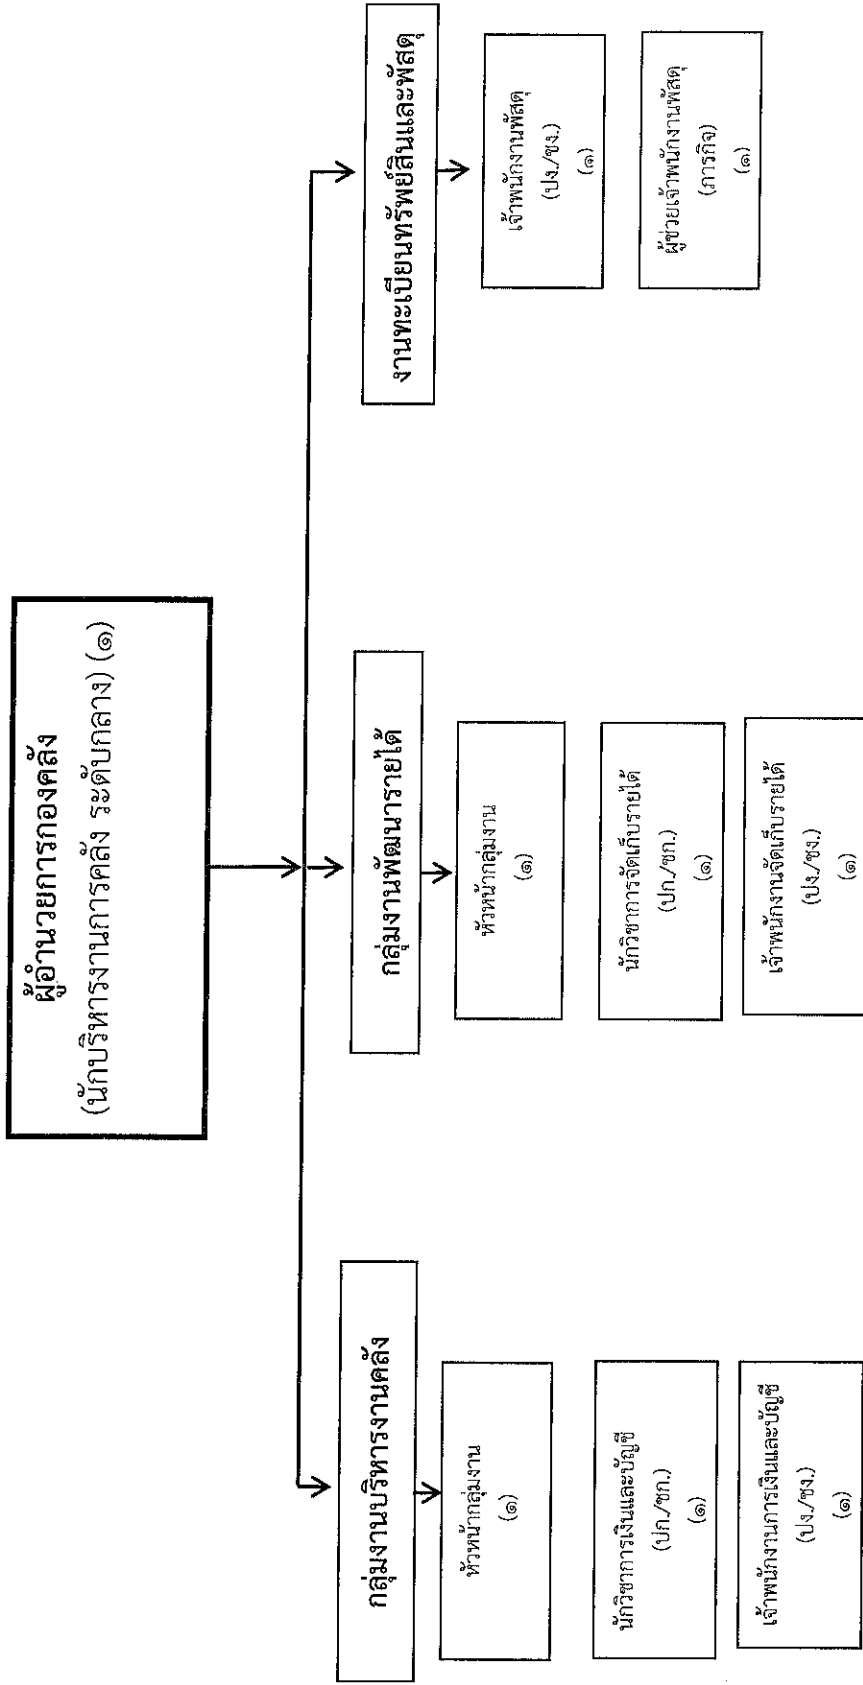 ผู้อำนวยการกองคลัง
(นักบริหารงานการคลัง ระดับกลาง) (๑)
กลุ่มงานบริหารงานคลัง
หัวหน้ากลุ่มงาน
(๑)
นักวิชาการเงินและบัญชี
(ปก./ชก.)
(๑)
เจ้าพนักงานการเงินและบัญชี
(ปง./ชง.)
(๑)
กลุ่มงานพัฒนารายได้
หัวหน้ากลุ่มงาน
(๑)
นักวิชาการจัดเก็บรายได้
(ปก./ชก.)
(๑)
เจ้าพนักงานจัดเก็บรายได้
(ปง./ชง.)
(๑)
งานทะเบียนทรัพย์สินและพัสดุ
เจ้าพนักงานพัสดุ
(ปง./ชง.)
(๑)
ผู้ช่วยเจ้าพนักงานพัสดุ
(ภารกิจ)
(๑)